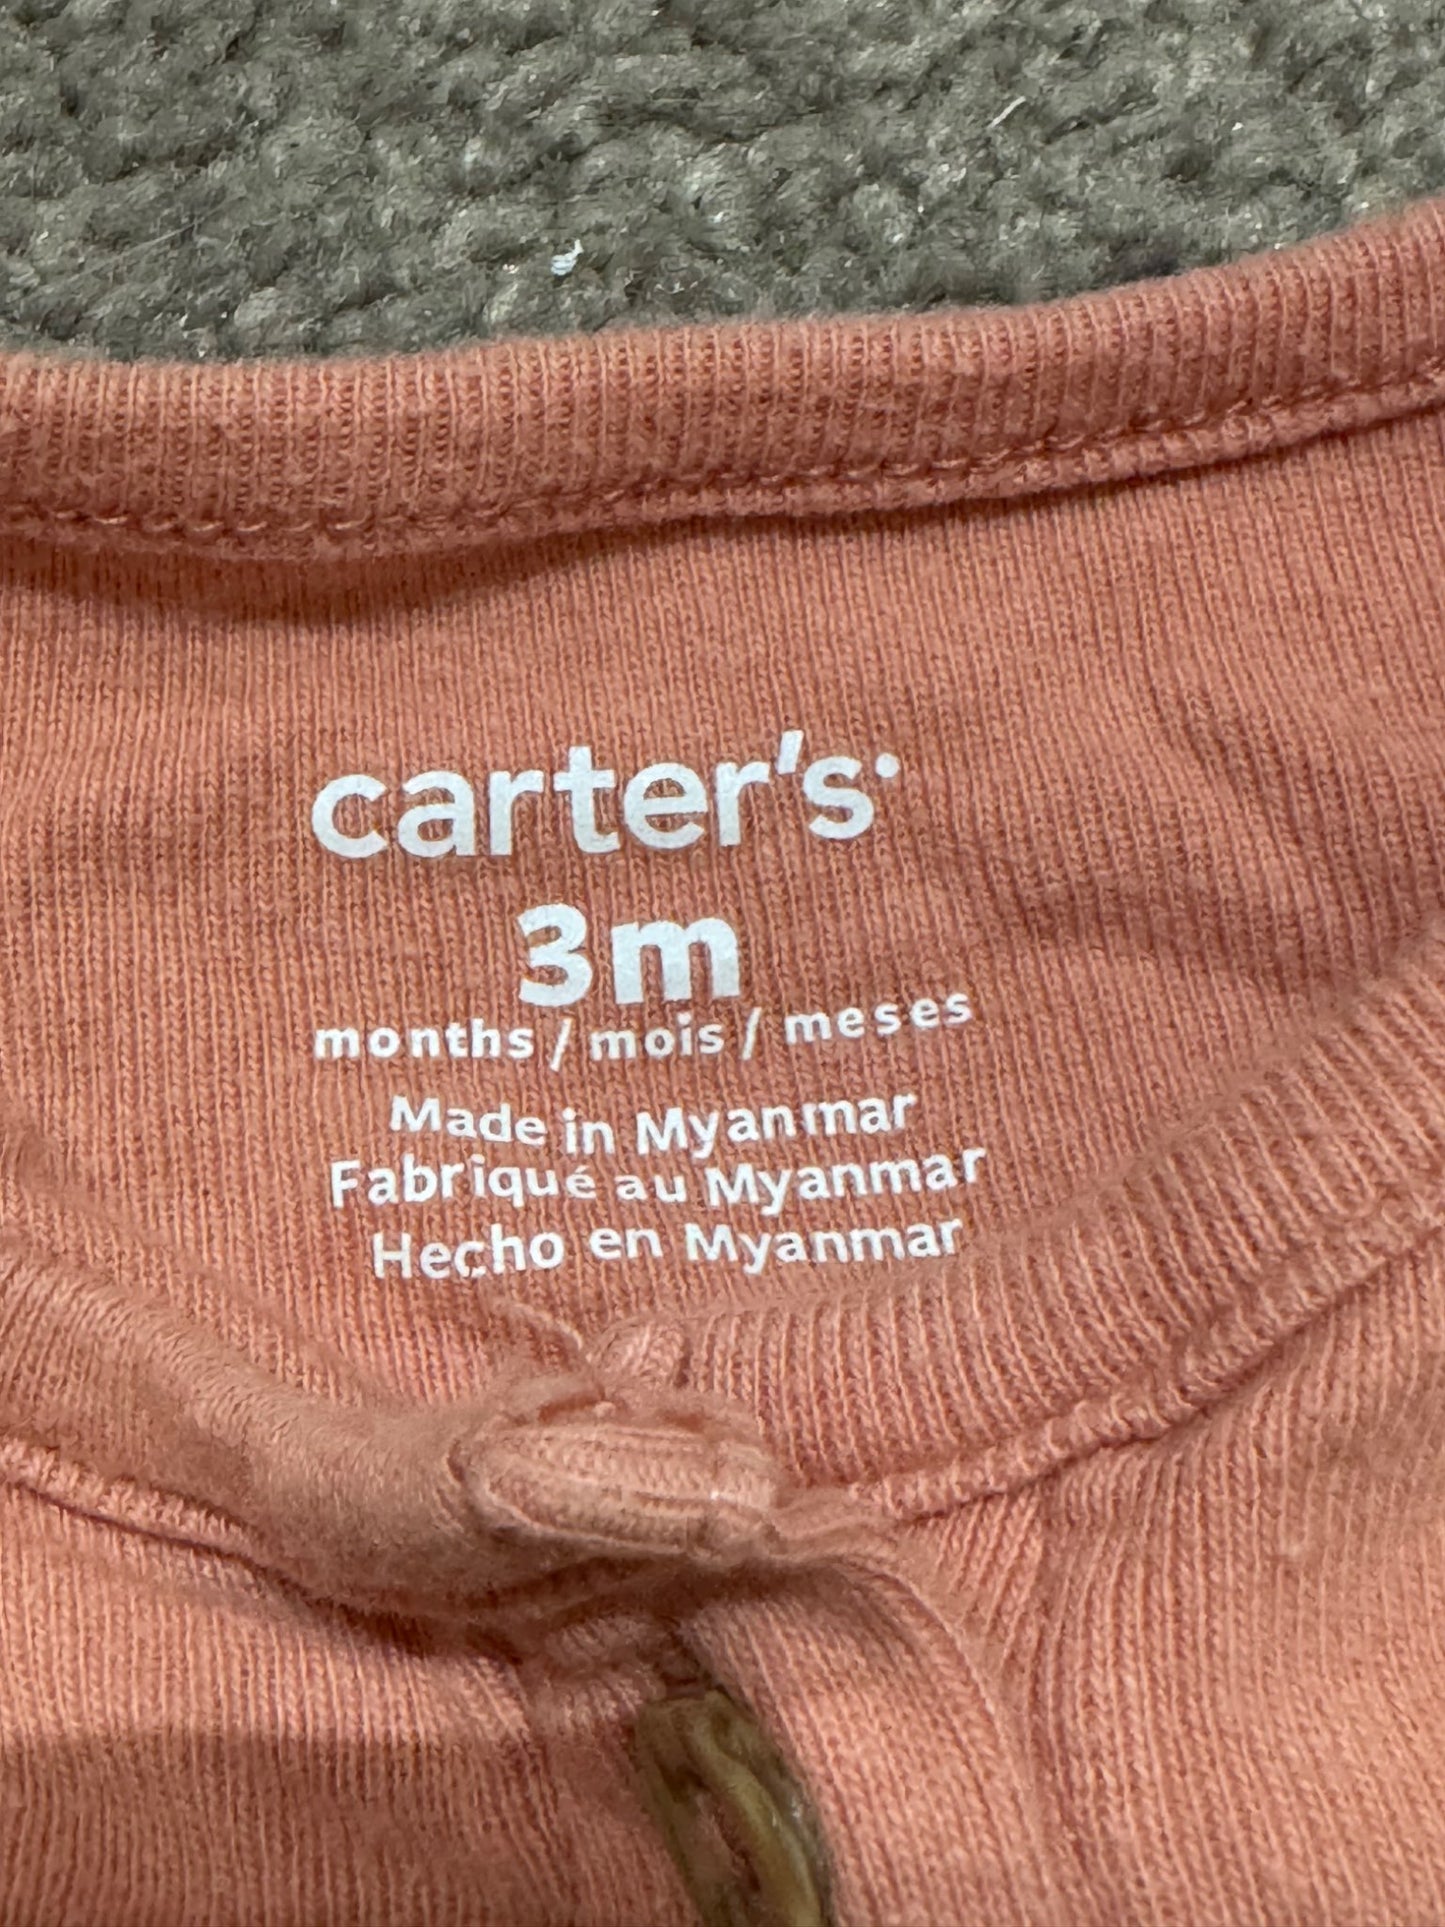 carter's
3m
months / mois / meses
Made in Myanmar
Fabriqué au Myanmar
Hecho en Myanmar